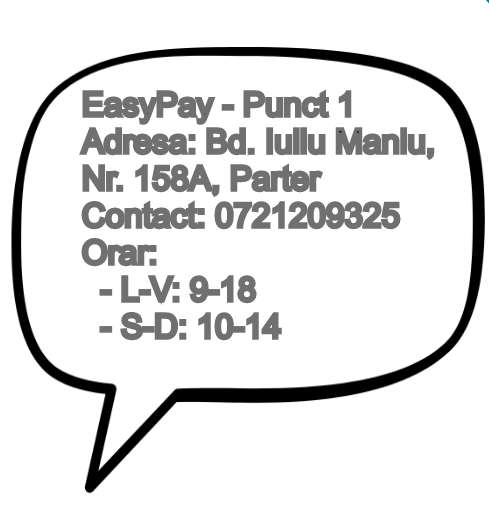 EasyPay - Punct 1
Adresa: Bd. Iuliu Maniu,
Nr. 158A, Parter
Contact: 0721209325
Orar:
- L-V: 9-18
- S-D: 10-14